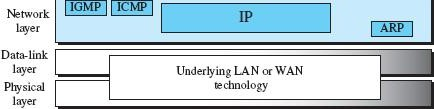 IGMP ICMP
Network
layer
IP
ARP
Data-link
layer
Underlying LAN or WAN
technology
Physical
layer